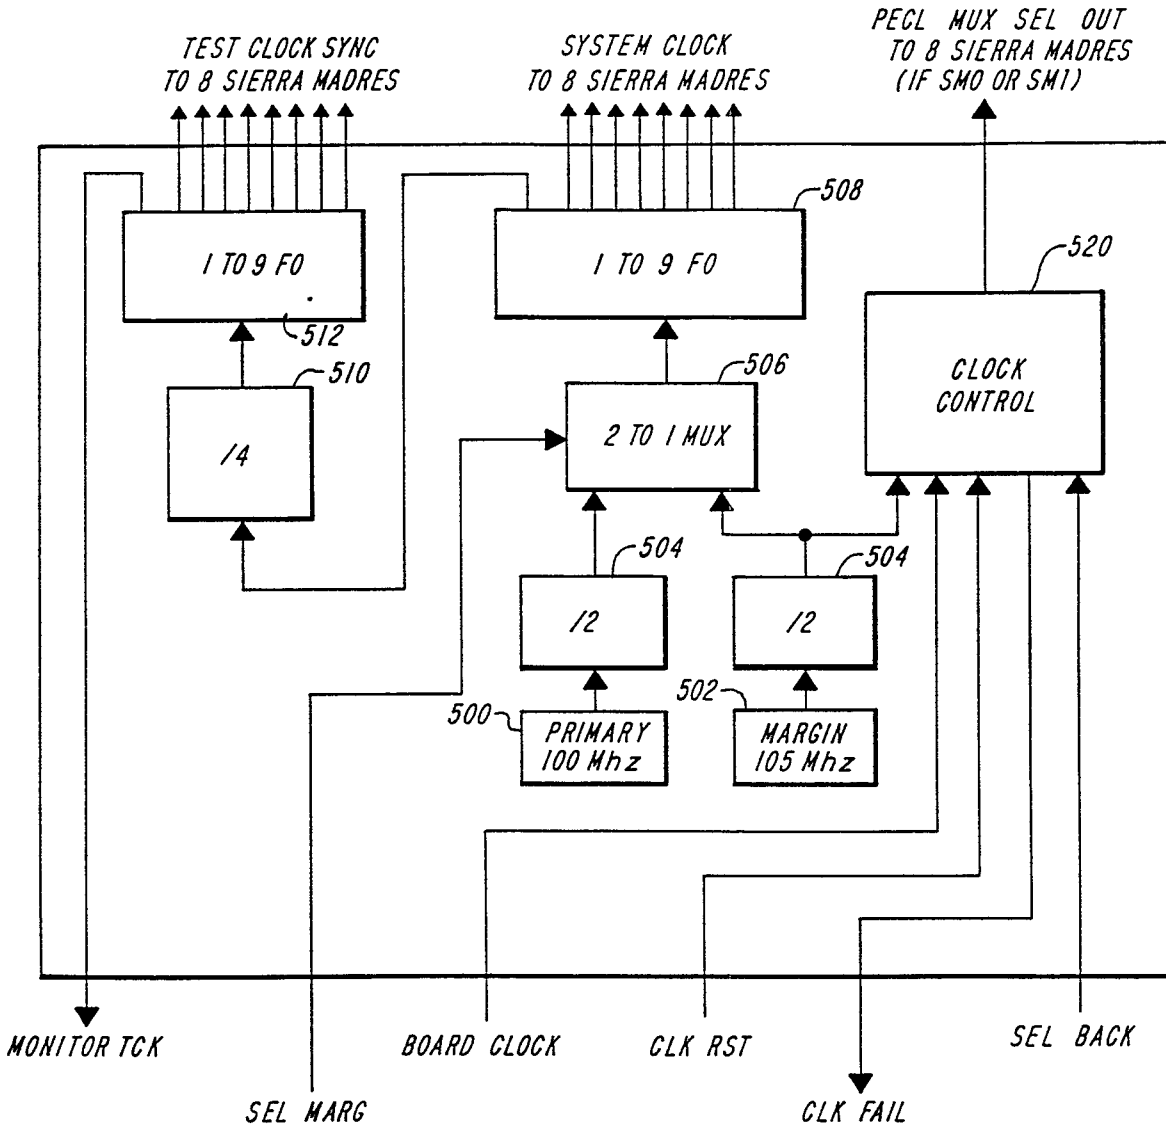 PECL MUX SEL OUT
TO 8 SIERRA MADRES
(IF SM0 OR SM1)
TEST CLOCK SYNC
TO 8 SIERRA MADRES
SYSTEM CLOCK
TO 8 SIERRA MADRES
508
1 TO 9 FO
1 TO 9 FO
520
512
510
506
CLOCK
CONTROL
/4
2 TO 1 MUX
504
504
/2
/2
500
502
PRIMARY
100 Mhz
MARGIN
105 Mhz
MONITOR TCK
BOARD CLOCK
CLK RST
SEL BACK
SEL MARG
CLK FAIL